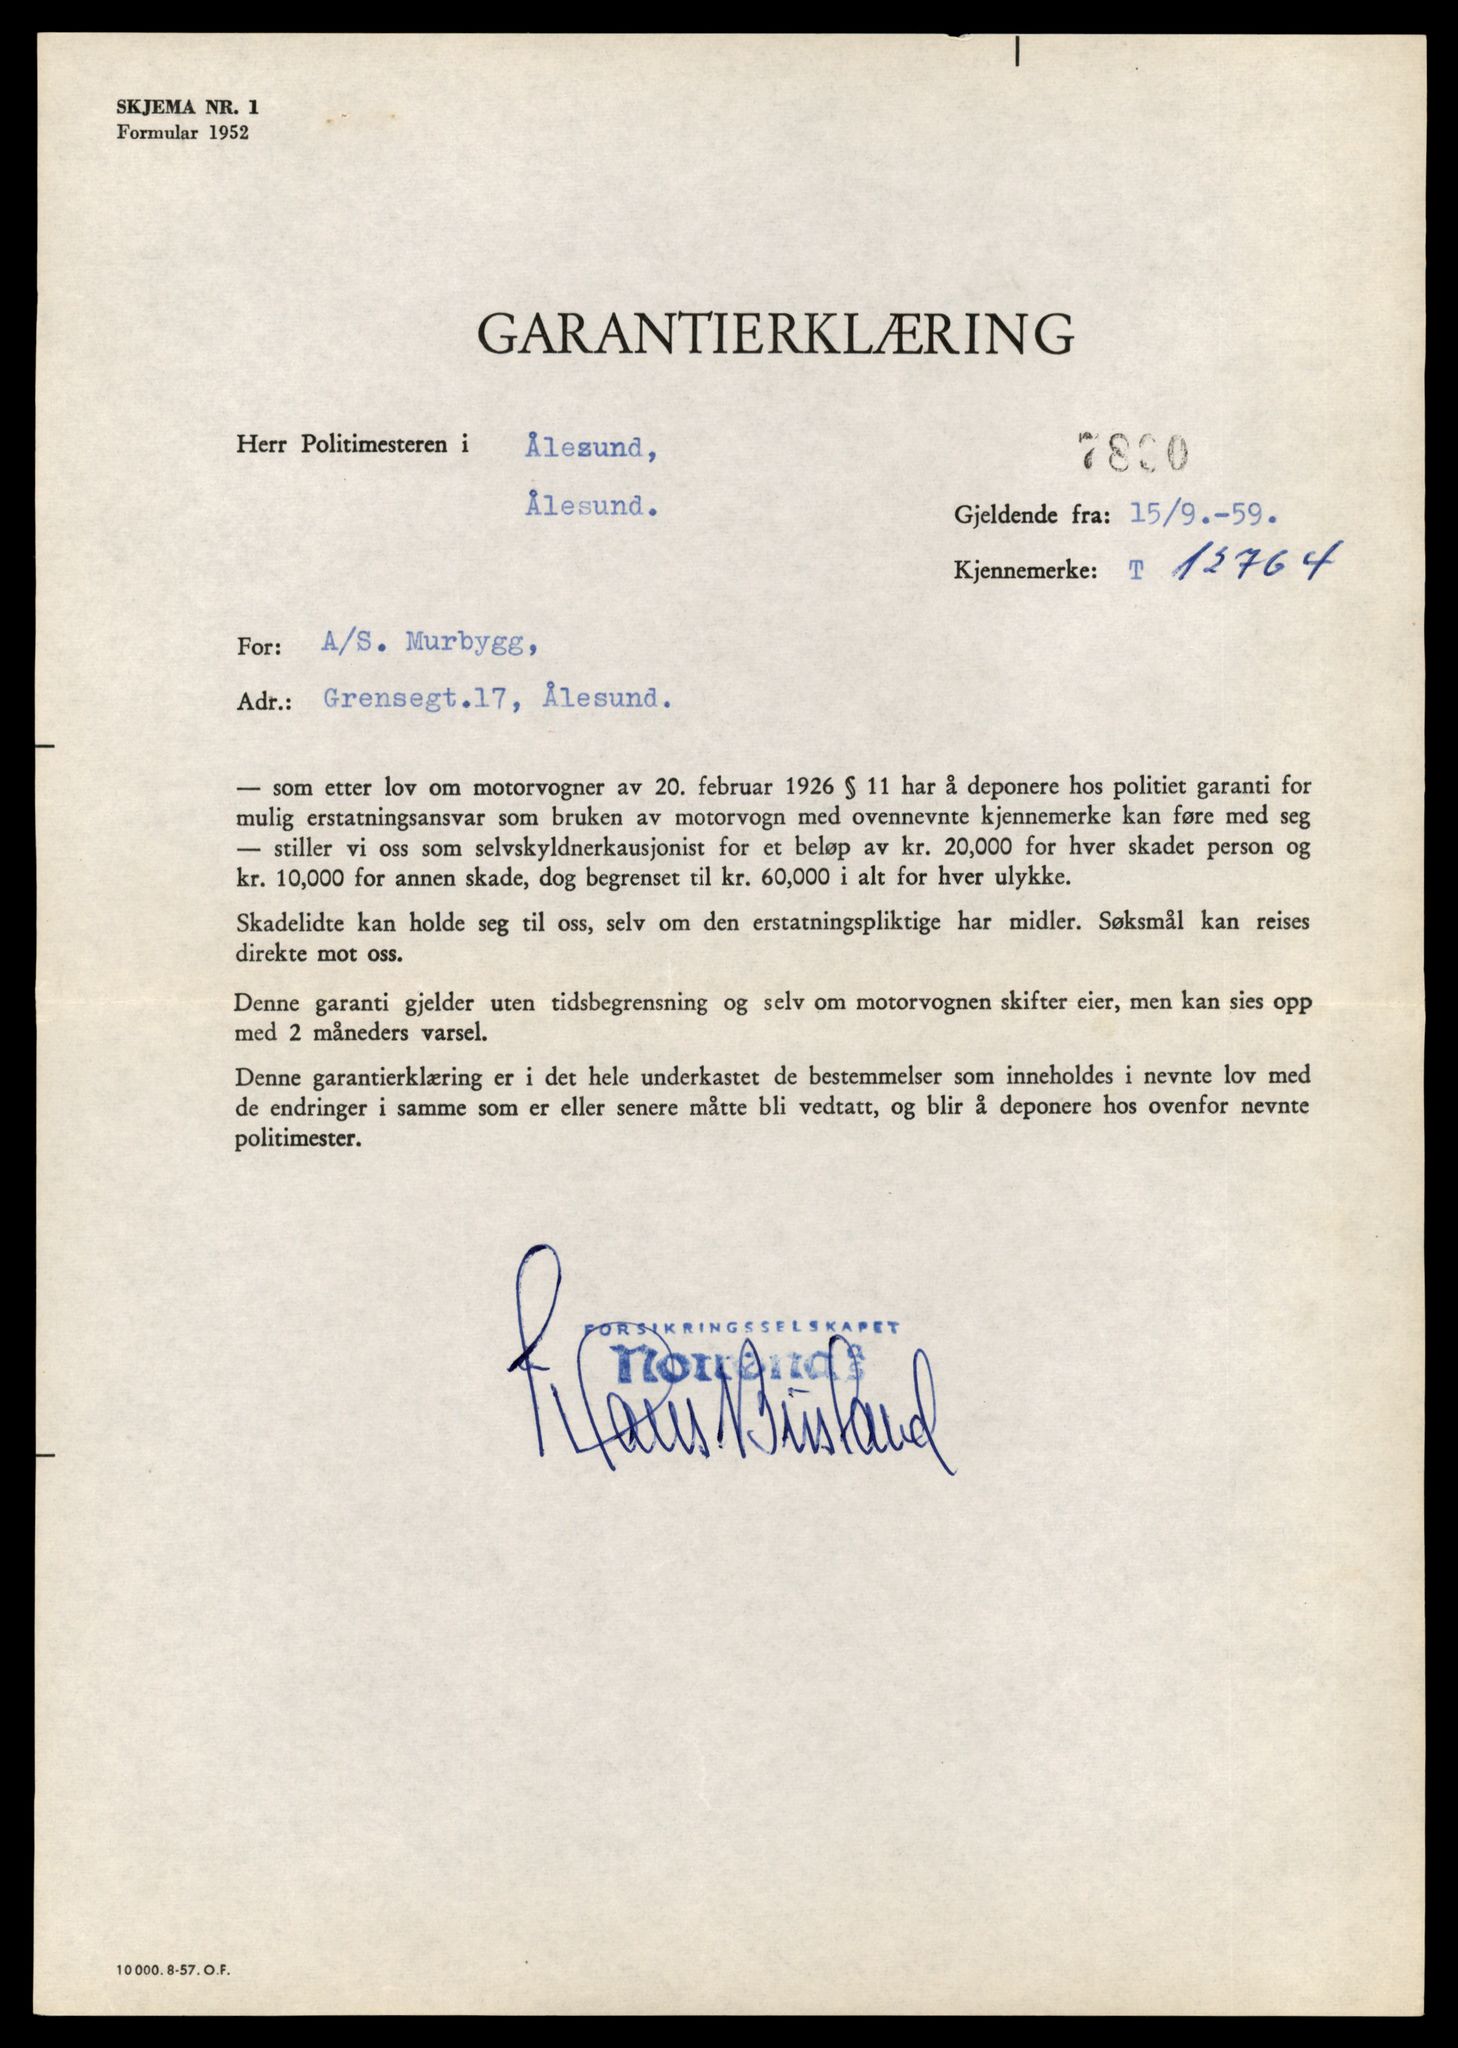 SKJEMA NR. 1
Formular 1952
GARANTIERKLÆRING
Herr Politimesteren i Ålesund,
Ålesund.
Gjeldende fra: 15/9.-59.
Kjennemerke: T 12764
For: A/S. Murbygg,
Adr.: Grensegt.17, Ålesund.
— som etter lov om motorvogner av 20. februar 1926 § 11 har å deponere hos politiet garanti for
mulig erstatningsansvar som bruken av motorvogn med ovennevnte kjennemerke kan føre med seg
— stiller vi oss som selvskyldnerkausjonist for et beløp av kr. 20,000 for hver skadet person og
kr. 10,000 for annen skade, dog begrenset til kr. 60,000 i alt for hver ulykke.
Skadelidte kan holde seg til oss, selv om den erstatningspliktige har midler. Søksmål kan reises
direkte mot oss.
Denne garanti gjelder uten tidsbegrensning og selv om motorvognen skifter eier, men kan sies opp
med 2 måneders varsel.
Denne garantierklæring er i det hele underkastet de bestemmelser som inneholdes i nevnte lov med
de endringer i samme som er eller senere måtte bli vedtatt, og blir å deponere hos ovenfor nevnte
politimester.
FORSIKRINGSSELSKAPET
Hans
10 000. 8-57. O.F.